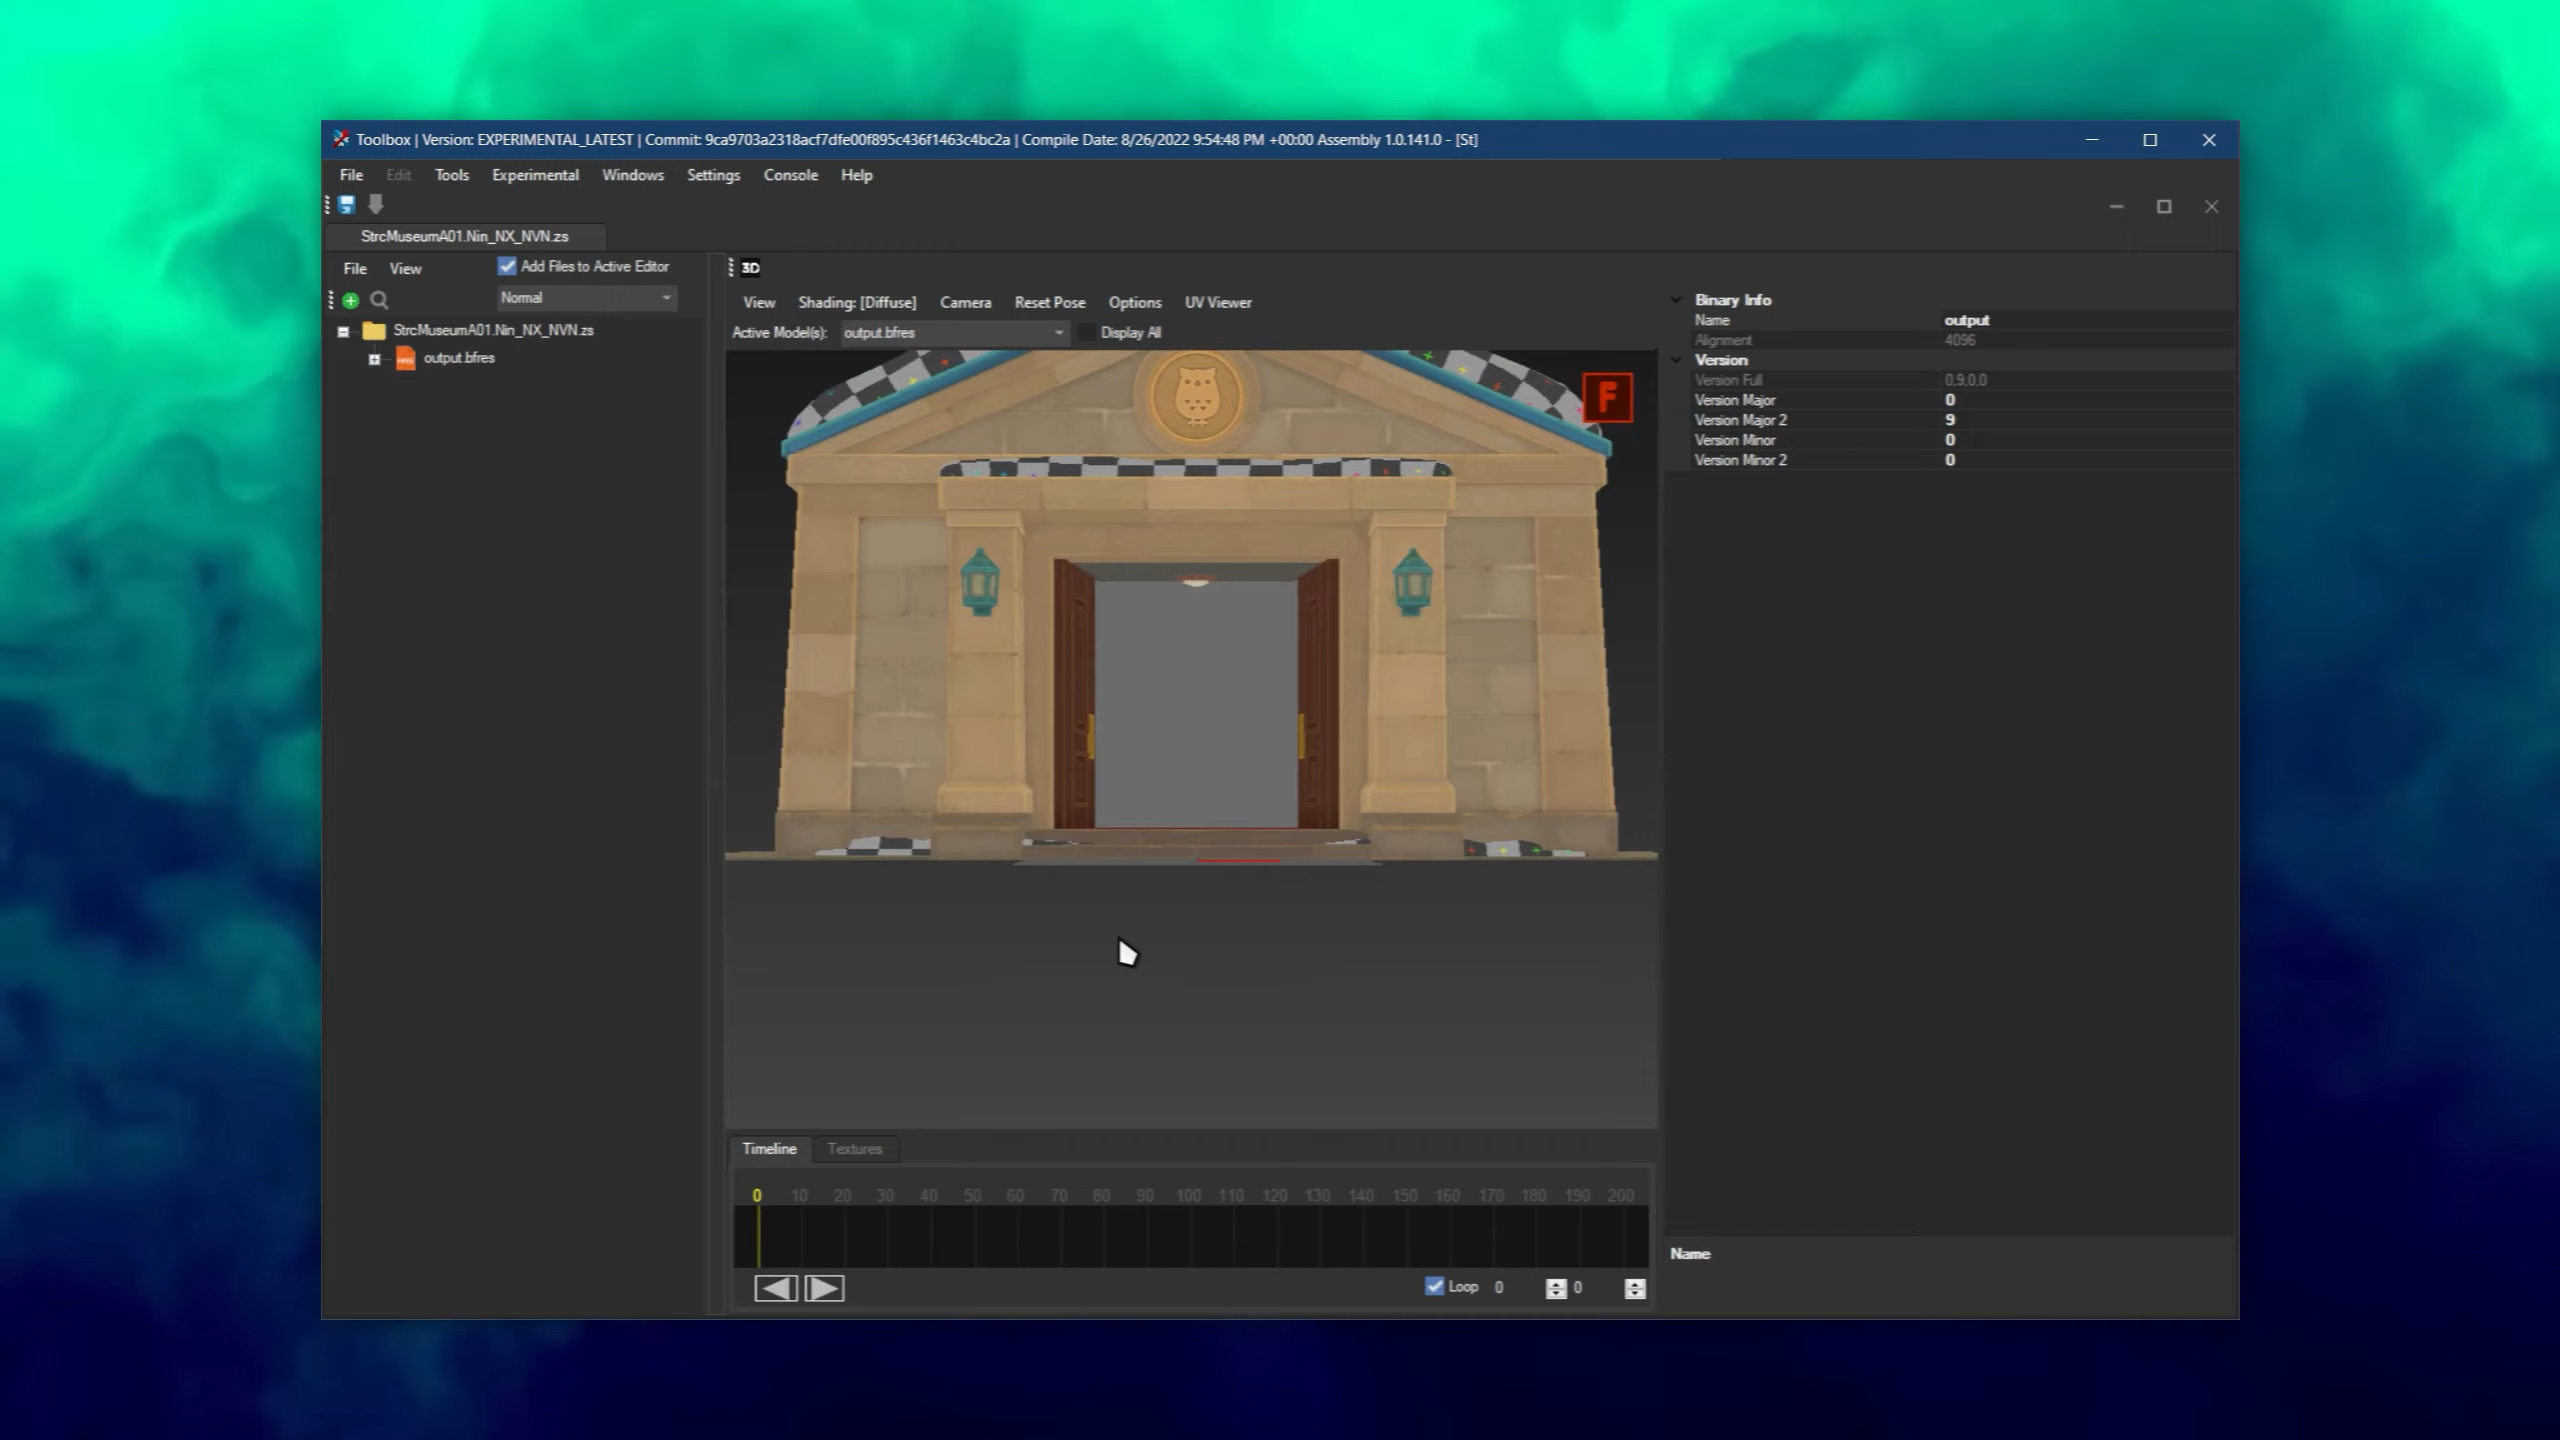 Toolbox | Version: EXPERIMENTAL_LATEST | Commit: 9ca9703a2318acf7dfe00f895c436f1463c4bc2a | Compile Date: 8/26/2022 9:54:48 PM +00:00 Assembly 1.0.141.0 - [St]
File Edit Tools Experimental Windows Settings Console Help
StrcMuseumA01.Nin_NX_NVN.zs
File View Add Files to Active Editor
Normal
StrcMuseumA01.Nin_NX_NVN.zs
output.bfres
3D
View Shading: [Diffuse] Camera Reset Pose Options UV Viewer
Active Model(s): output.bfres Display All
F
Timeline Textures
0 10 20 30 40 50 60 70 80 90 100 110 120 130 140 150 160 170 180 190 200
Loop 0 0
Binary Info
Name output
Alignment 4096
Version
Version Full 0,9,0,0
Version Major 0
Version Major 2 9
Version Minor 0
Version Minor 2 0
Name